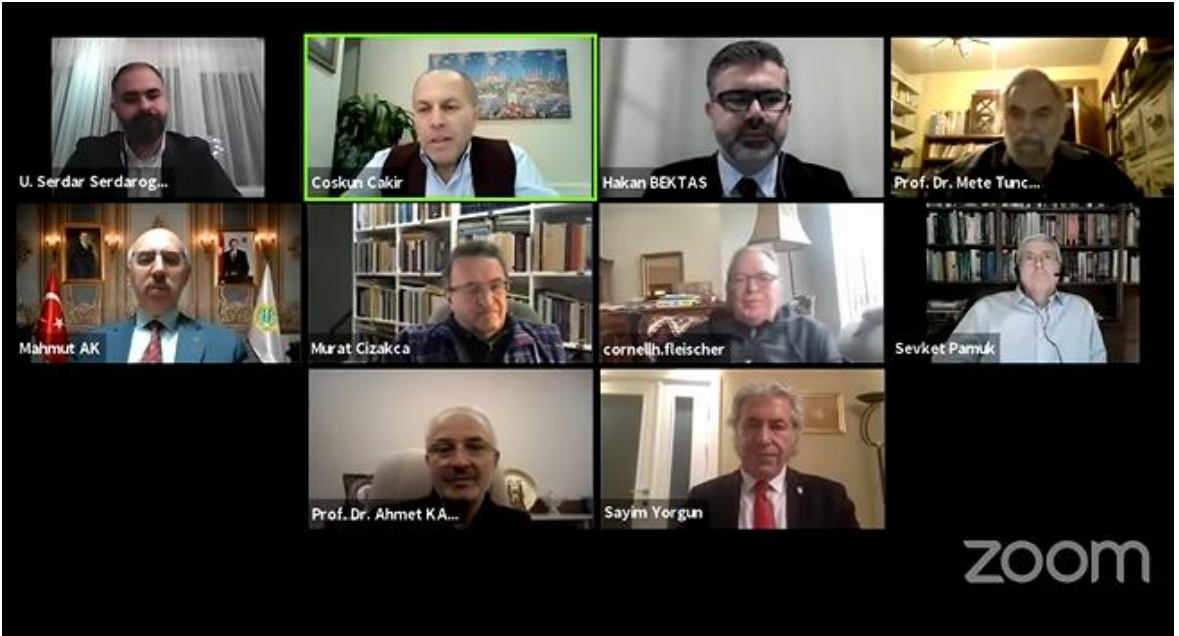 U. Serdar Serdarog...
Coskun Cakir
Hakan BEKTAS
Prof. Dr. Mete Tunc...
Mahmut AK
Murat Cizakca
cornellh.fleischer
Sevket Pamuk
Prof. Dr. Ahmet KA...
Sayim Yorgun
zoom